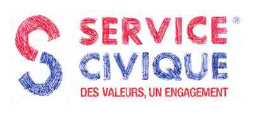 SERVICE®
CIVIQUE
DES VALEURS, UN ENGAGEMENT